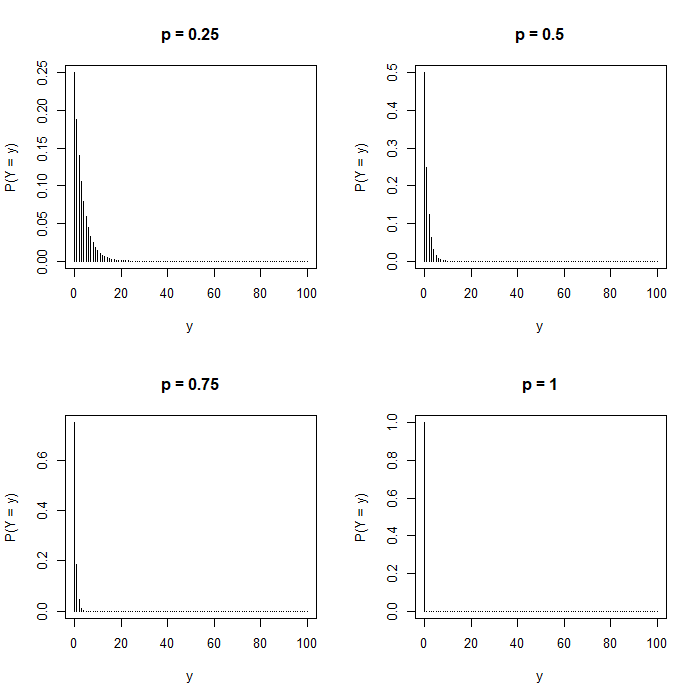 p = 0.25
P(Y = y)
0.00 0.05 0.10 0.15 0.20 0.25
0 20 40 60 80 100
y
p = 0.5
P(Y = y)
0.0 0.1 0.2 0.3 0.4 0.5
0 20 40 60 80 100
y
p = 0.75
P(Y = y)
0.0 0.2 0.4 0.6
0 20 40 60 80 100
y
p = 1
P(Y = y)
0.0 0.2 0.4 0.6 0.8 1.0
0 20 40 60 80 100
y